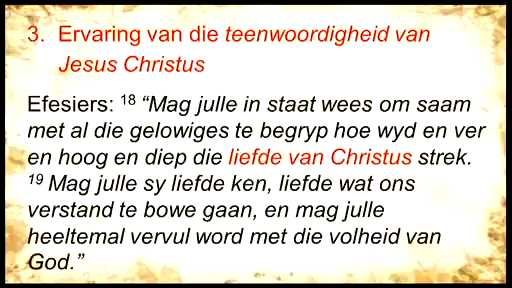 3. Ervaring van die teenwoordigheid van
Jesus Christus
Efesiers: 18 “Mag julle in staat wees om saam
met al die gelowiges te begryp hoe wyd en ver
en hoog en diep die liefde van Christus strek.
19 Mag julle sy liefde ken, liefde wat ons
verstand te bowe gaan, en mag julle
heeltemal vervul word met die volheid van
God.”